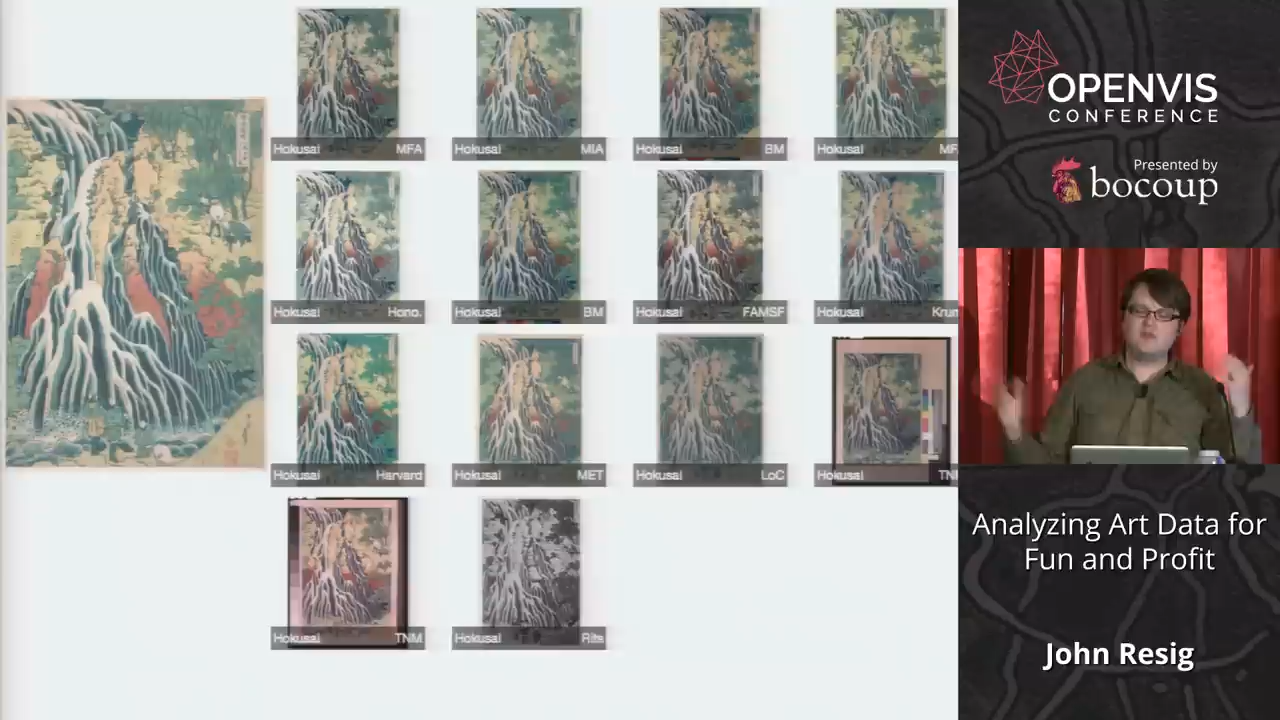 Hokusai MFA
Hokusai MIA
Hokusai BM
Hokusai
Hokusai Hono.
Hokusai BM
Hokusai FAMSF
Hokusai
Hokusai Harvard
Hokusai MET
Hokusai LoC
Hokusai
Hokusai TNM
Hokusai Rits
OPENVIS
CONFERENCE
Presented by
bocoup
Analyzing Art Data for
Fun and Profit
John Resig